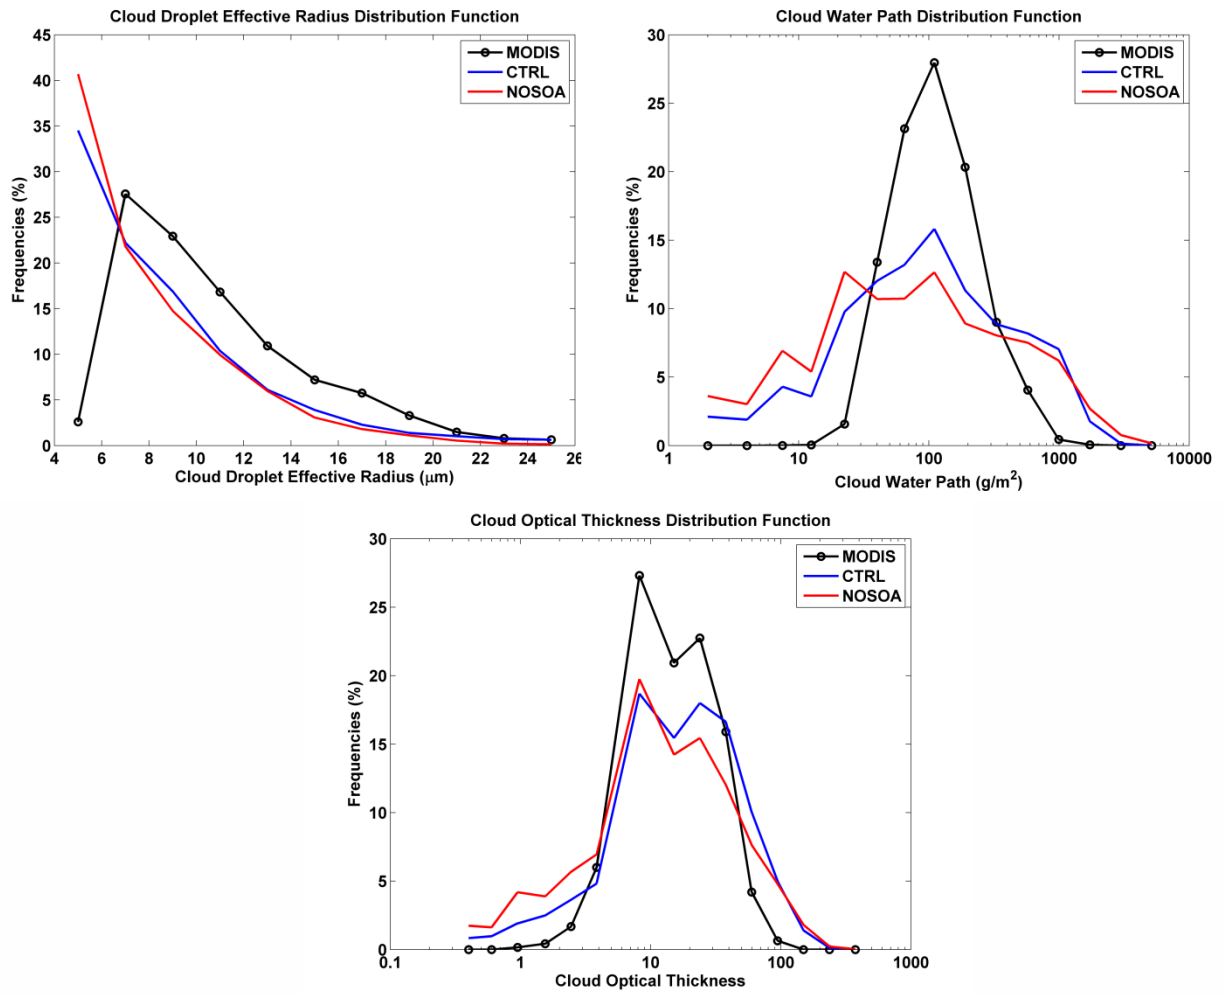 Cloud Droplet Effective Radius Distribution Function
45
40
35
30
25
20
15
10
5
0
Frequencies (%)
MODIS
CTRL
NOSOA
4 6 8 10 12 14 16 18 20 22 24 26
Cloud Droplet Effective Radius (μm)
Cloud Water Path Distribution Function
30
25
20
15
10
5
0
Frequencies (%)
MODIS
CTRL
NOSOA
1 10 100 1000 10000
Cloud Water Path (g/m²)
Cloud Optical Thickness Distribution Function
30
25
20
15
10
5
0
Frequencies (%)
MODIS
CTRL
NOSOA
0.1 1 10 100 1000
Cloud Optical Thickness